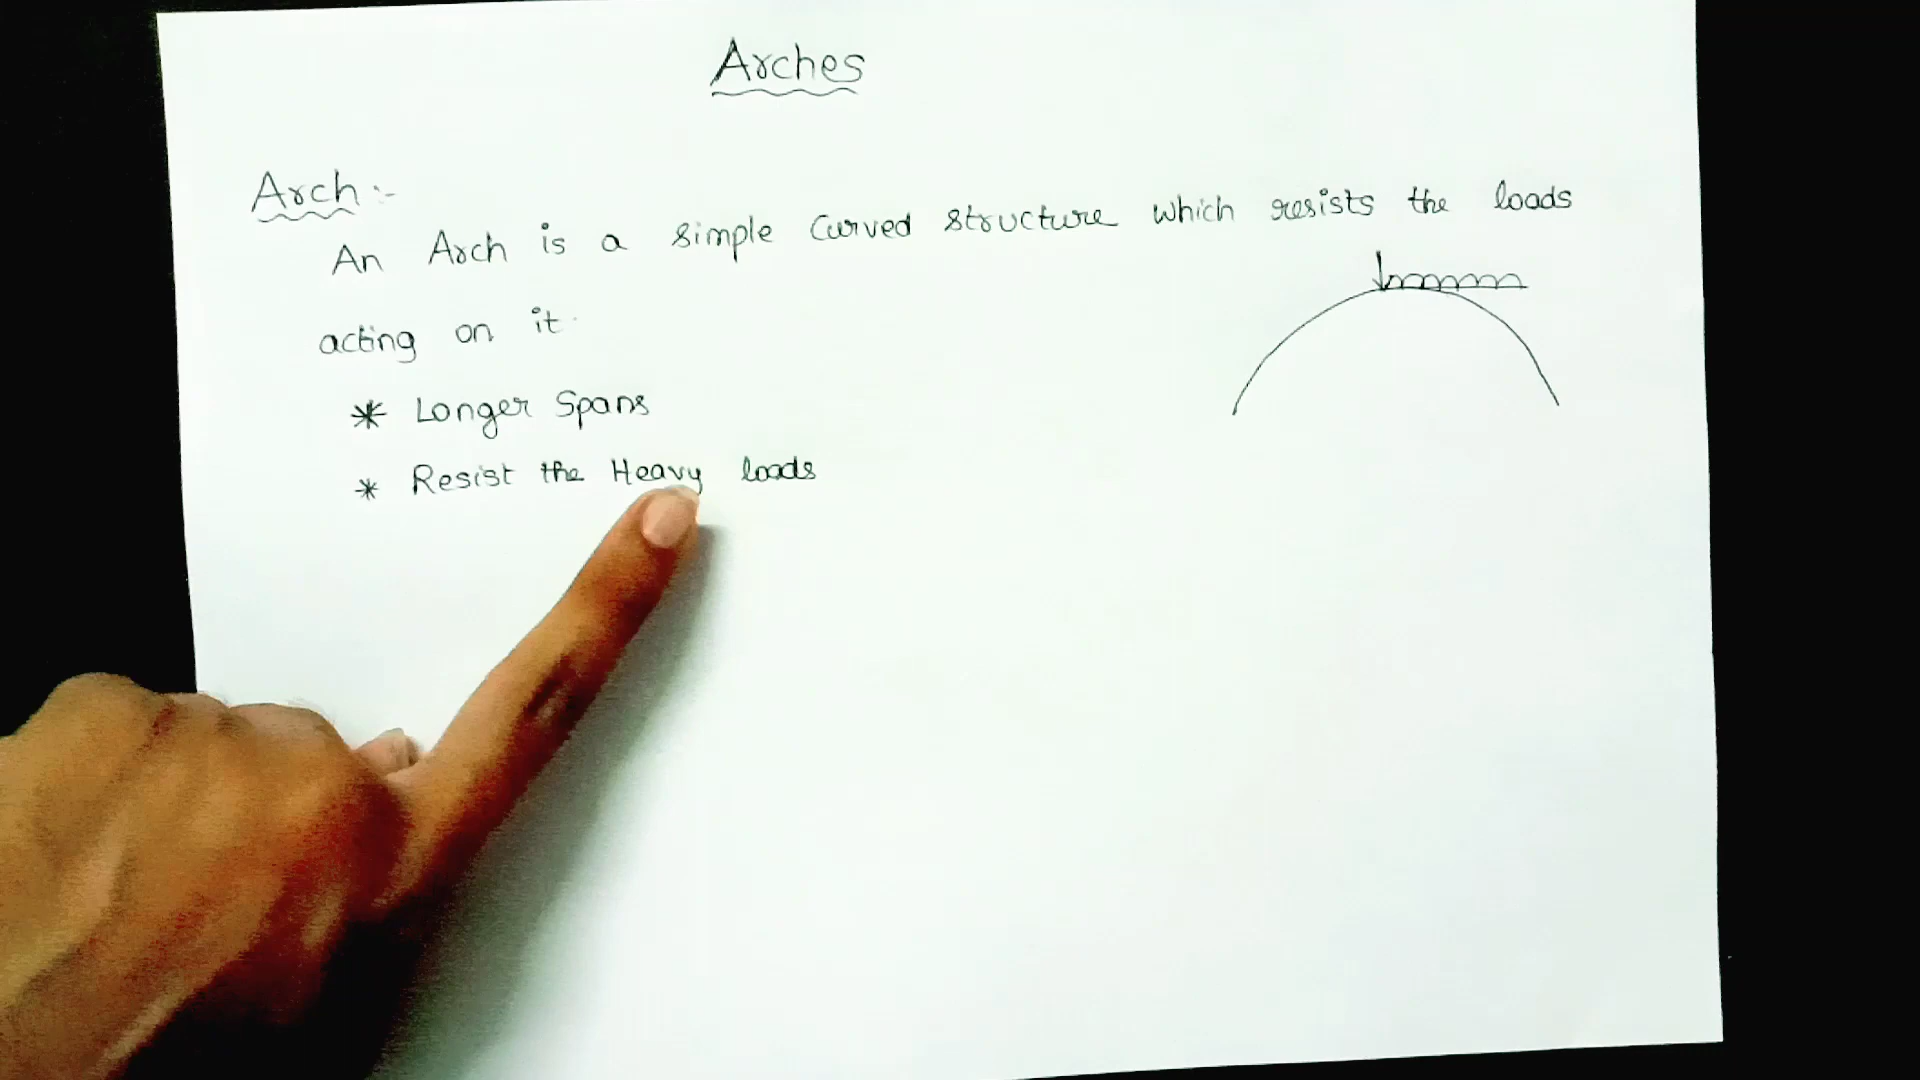 Arches
Arch :-
An Arch is a simple curved structure which resists the loads
acting on it.
* Longer Spans
* Resist the Heavy loads